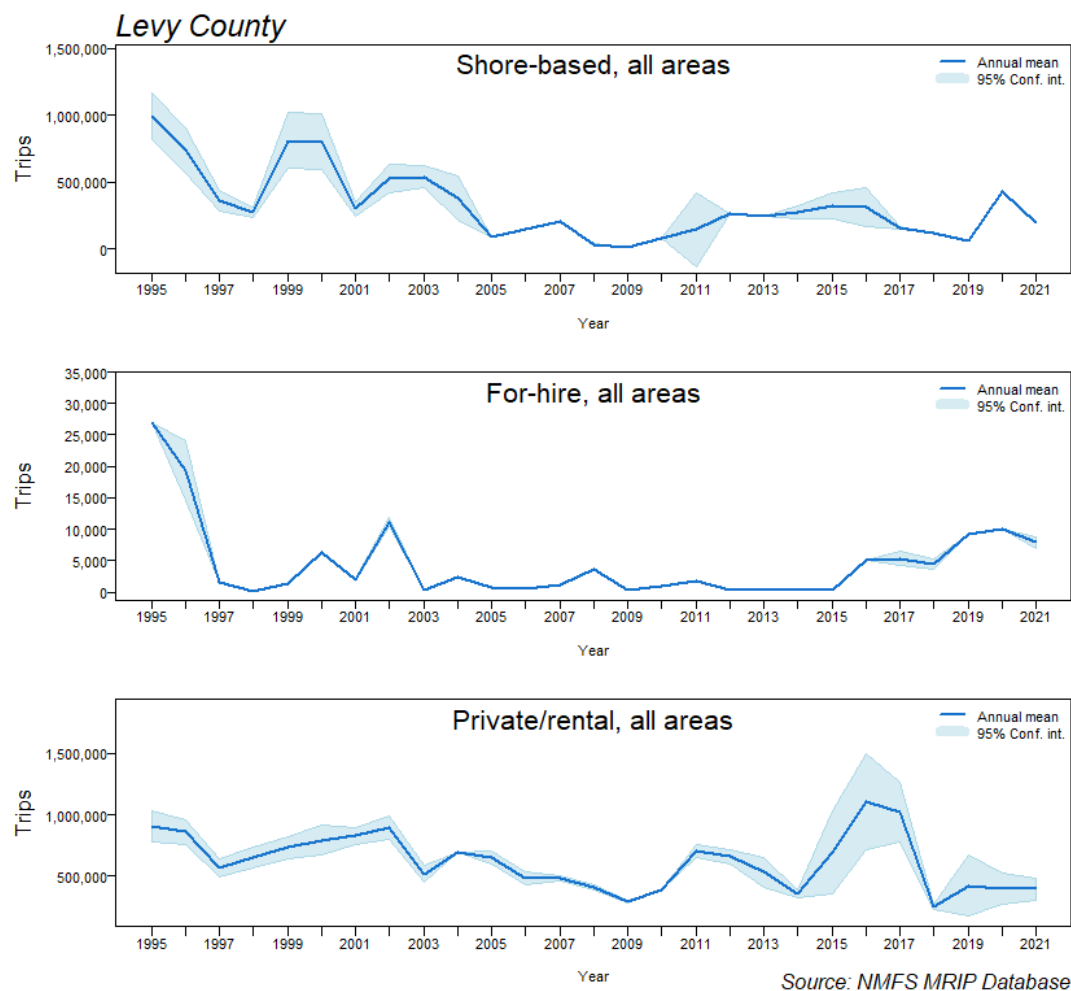 Levy County
Shore-based, all areas
Annual mean
95% Conf. int.
Trips
1,500,000
1,000,000
500,000
0
1995 1997 1999 2001 2003 2005 2007 2009 2011 2013 2015 2017 2019 2021
Year
For-hire, all areas
Annual mean
95% Conf. int.
Trips
35,000
30,000
25,000
20,000
15,000
10,000
5,000
0
1995 1997 1999 2001 2003 2005 2007 2009 2011 2013 2015 2017 2019 2021
Year
Private/rental, all areas
Annual mean
95% Conf. int.
Trips
1,500,000
1,000,000
500,000
1995 1997 1999 2001 2003 2005 2007 2009 2011 2013 2015 2017 2019 2021
Year
Source: NMFS MRIP Database